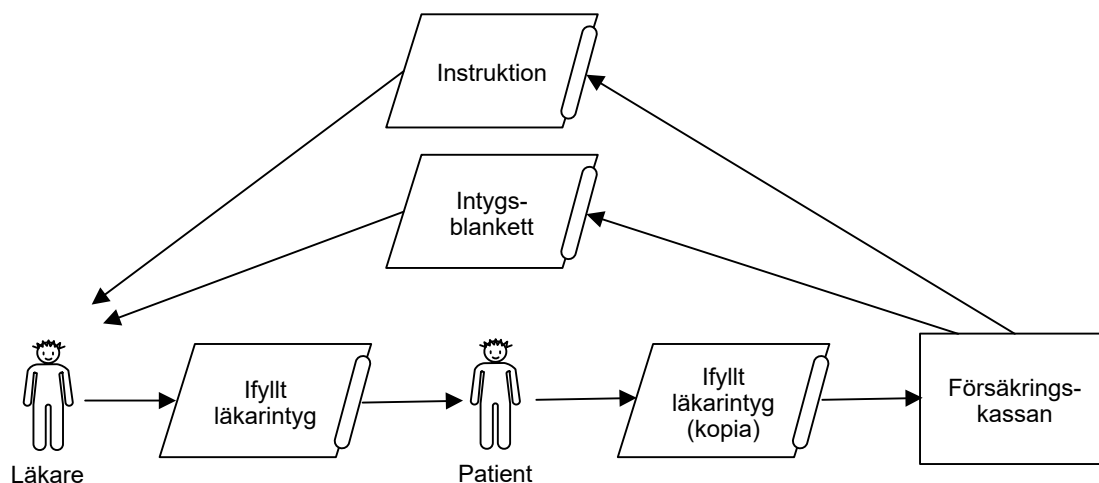 Instruktion
Intygs-
blankett
Ifyllt
läkarintyg
Ifyllt
läkarintyg
(kopia)
Försäkrings-
kassan
Läkare
Patient